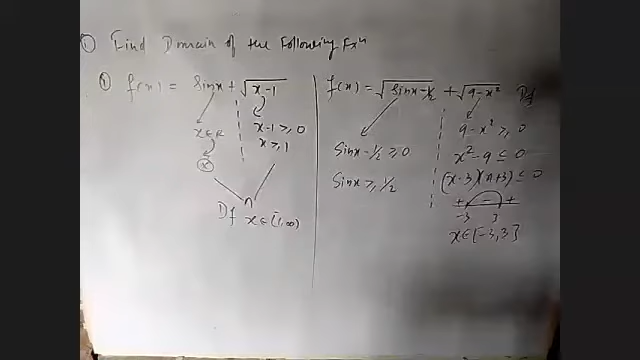 ① Find Domain of the Following Fxⁿ
① f(x) = sinx + √(x-1)
x∈R
x-1 ≥ 0
x ≥ 1
Df x∈[1,∞)
f(x) = √(sinx-1/2) + √(9-x²) Df
sinx - 1/2 ≥ 0
sinx ≥ 1/2
9-x² ≥ 0
x²-9 ≤ 0
(x-3)(x+3) ≤ 0
+ - +
-3 3
x∈[-3,3]